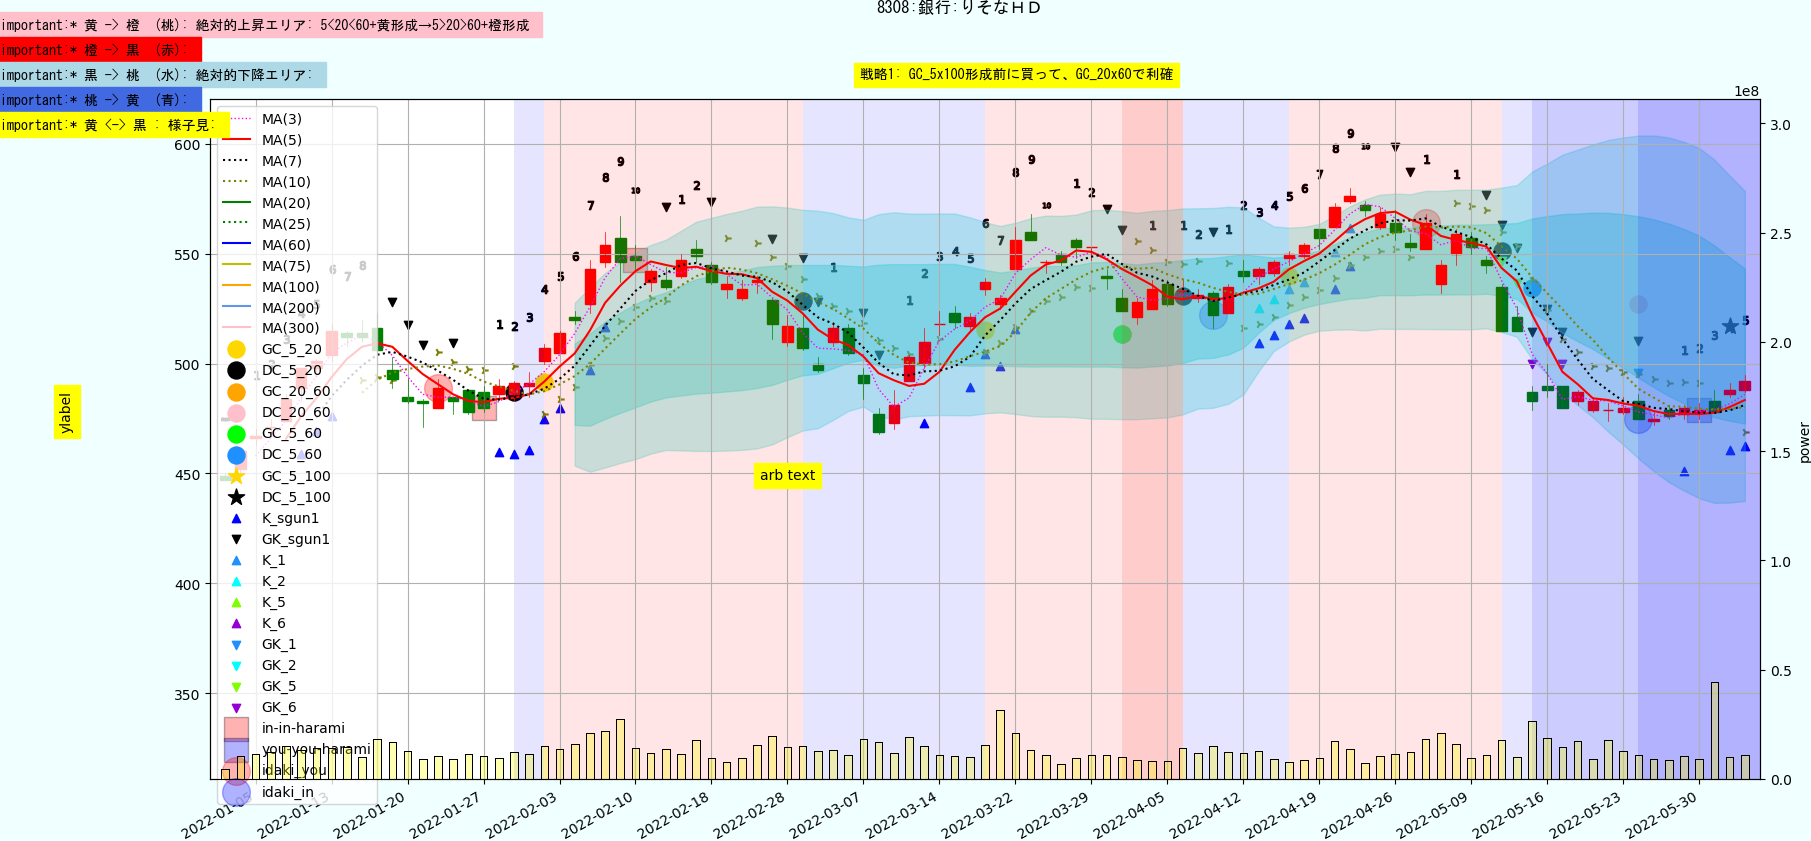 8308:銀行:りそなHD
important:* 黄 -> 橙 （桃）: 絶対的上昇エリア: 5<20<60+黄形成→5>20>60+橙形成
important:* 橙 -> 黒 （赤）:
important:* 黒 -> 桃 （水）: 絶対的下降エリア:
戦略1: GC_5x100形成前に買って、GC_20x60で利確
important:* 桃 -> 黄 （青）:
important:* 黄 <-> 黒 : 様子見:
1e8
MA(3)
MA(5)
MA(7)
MA(10)
MA(20)
MA(25)
MA(60)
MA(75)
MA(100)
MA(200)
MA(300)
GC_5_20
DC_5_20
GC_20_60
DC_20_60
GC_5_60
DC_5_60
GC_5_100
DC_5_100
K_sgun1
GK_sgun1
K_1
K_2
K_5
K_6
GK_1
GK_2
GK_5
GK_6
in-in-harami
you-you-harami
idaki_you
idaki_in
600
550
500
450
400
350
ylabel
arb text
3.0
2.5
2.0
1.5
1.0
0.5
0.0
power
2022-01-05
2022-01-13
2022-01-20
2022-01-27
2022-02-03
2022-02-10
2022-02-18
2022-02-28
2022-03-07
2022-03-14
2022-03-22
2022-03-29
2022-04-05
2022-04-12
2022-04-19
2022-04-26
2022-05-09
2022-05-16
2022-05-23
2022-05-30